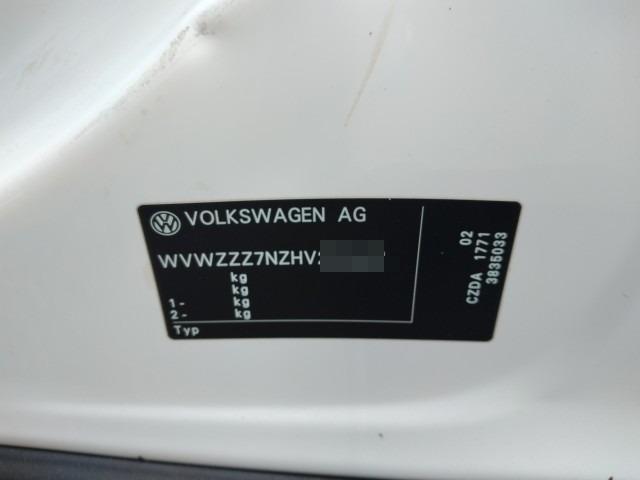 VOLKSWAGEN AG
WVWZZZ7NZHV
kg
kg
1- kg
2- kg
Typ
02
CZDA 1771
3835033